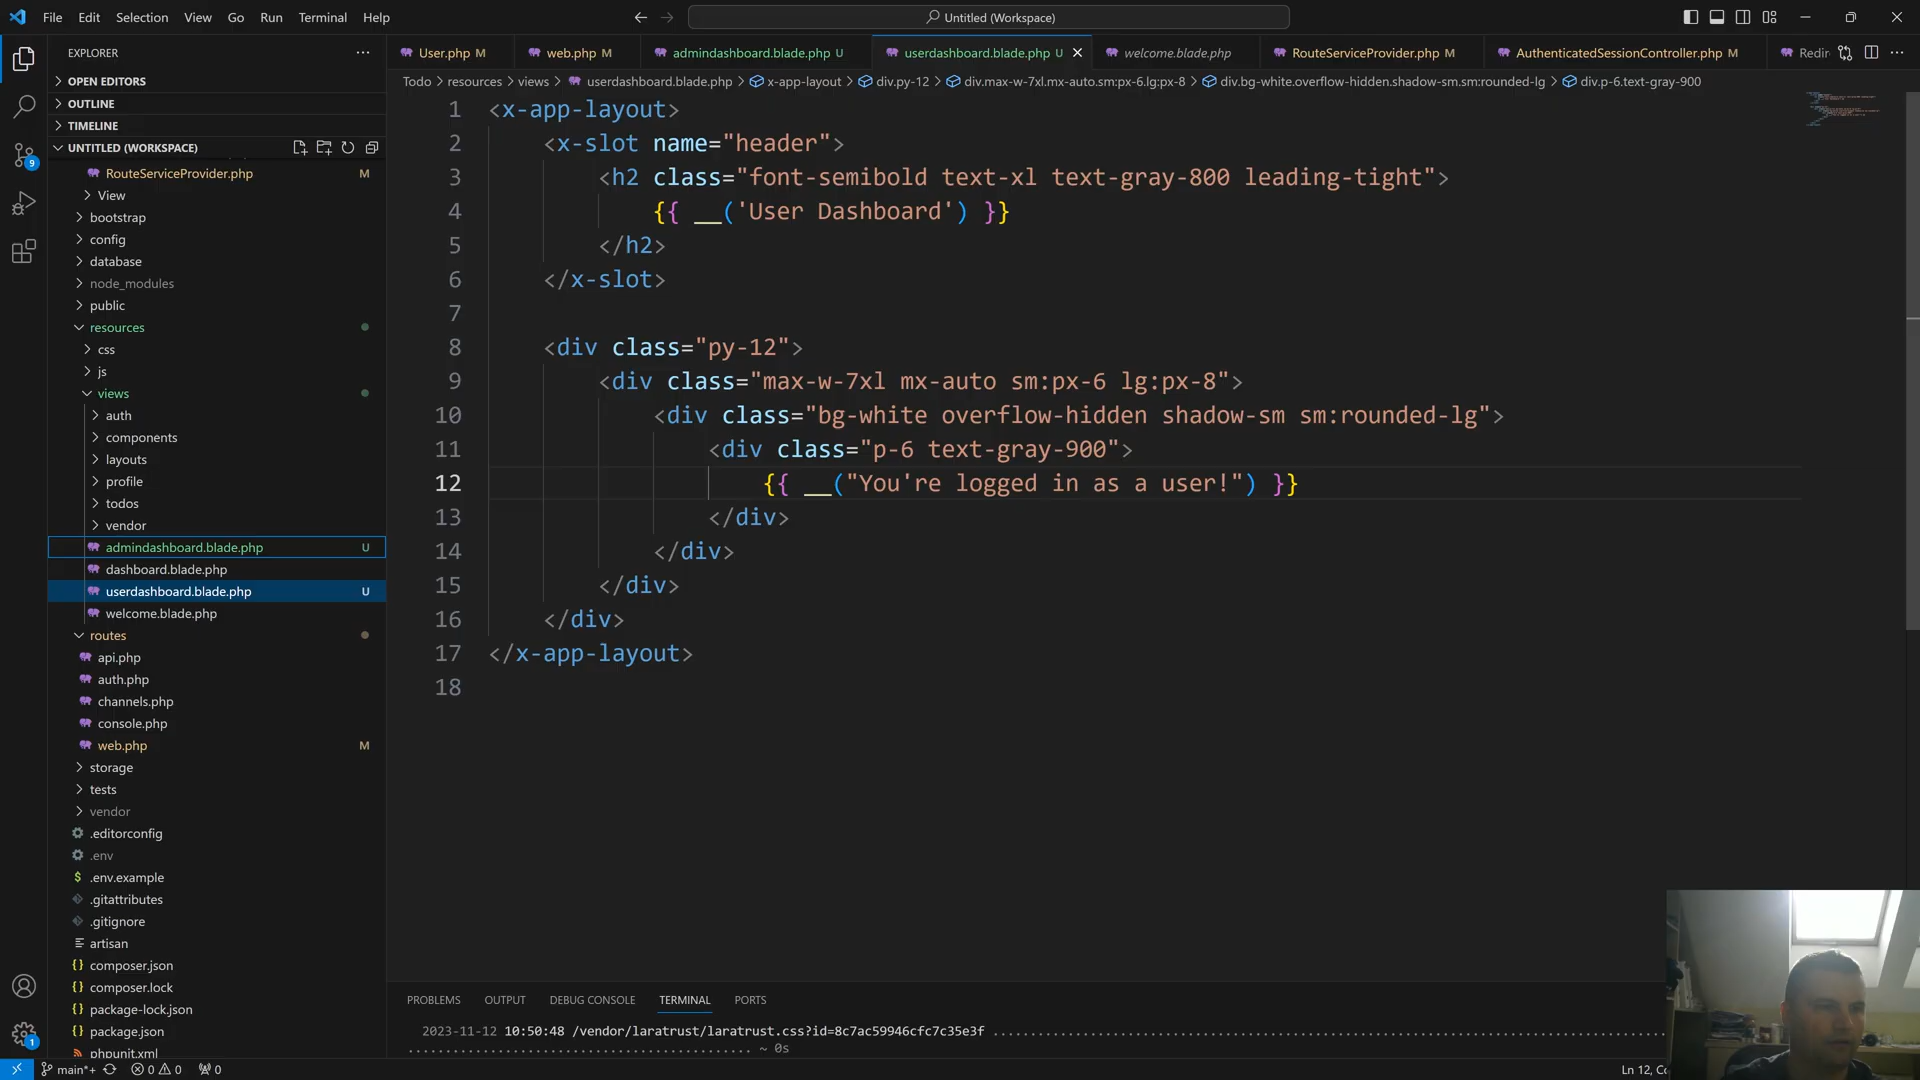 File Edit Selection View Go Run Terminal Help
Untitled (Workspace)
EXPLORER
OPEN EDITORS
OUTLINE
TIMELINE
UNTITLED (WORKSPACE)
RouteServiceProvider.php M
View
bootstrap
config
database
node_modules
public
resources
css
js
views
auth
components
layouts
profile
todos
vendor
admindashboard.blade.php U
dashboard.blade.php
userdashboard.blade.php U
welcome.blade.php
routes
api.php
auth.php
channels.php
console.php
web.php M
storage
tests
vendor
.editorconfig
.env
.env.example
.gitattributes
.gitignore
artisan
composer.json
composer.lock
package-lock.json
package.json
phpunit.xml
9
1
User.php M web.php M admindashboard.blade.php U userdashboard.blade.php U welcome.blade.php RouteServiceProvider.php M AuthenticatedSessionController.php M Redir
Todo > resources > views > userdashboard.blade.php > x-app-layout > div.py-12 > div.max-w-7xl.mx-auto.sm:px-6.lg:px-8 > div.bg-white.overflow-hidden.shadow-sm.sm:rounded-lg > div.p-6.text-gray-900
1 <x-app-layout>
2 <x-slot name="header">
3 <h2 class="font-semibold text-xl text-gray-800 leading-tight">
4 {{ __('User Dashboard') }}
5 </h2>
6 </x-slot>
7
8 <div class="py-12">
9 <div class="max-w-7xl mx-auto sm:px-6 lg:px-8">
10 <div class="bg-white overflow-hidden shadow-sm sm:rounded-lg">
11 <div class="p-6 text-gray-900">
12 {{ __("You're logged in as a user!") }}
13 </div>
14 </div>
15 </div>
16 </div>
17 </x-app-layout>
18
PROBLEMS OUTPUT DEBUG CONSOLE TERMINAL PORTS
2023-11-12 10:50:48 /vendor/laratrust/laratrust.css?id=8c7ac59946cfc7c35e3f ..................................................
.................................................. ~ 0s
main*+ 0 0 0
Ln 12, Co